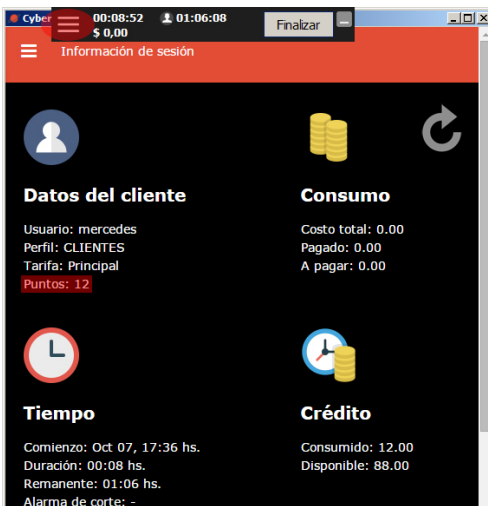 Cyber
00:08:52 01:06:08
$ 0,00
Finalizar
Información de sesión
Datos del cliente
Usuario: mercedes
Perfil: CLIENTES
Tarifa: Principal
Puntos: 12
Consumo
Costo total: 0.00
Pagado: 0.00
A pagar: 0.00
Tiempo
Comienzo: Oct 07, 17:36 hs.
Duración: 00:08 hs.
Remanente: 01:06 hs.
Alarma de corte: -
Crédito
Consumido: 12.00
Disponible: 88.00